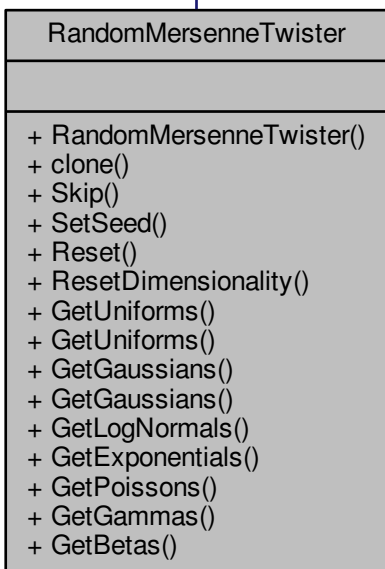 RandomMersenneTwister
+ RandomMersenneTwister()
+ clone()
+ Skip()
+ SetSeed()
+ Reset()
+ ResetDimensionality()
+ GetUniforms()
+ GetUniforms()
+ GetGaussians()
+ GetGaussians()
+ GetLogNormals()
+ GetExponentials()
+ GetPoissons()
+ GetGammas()
+ GetBetas()